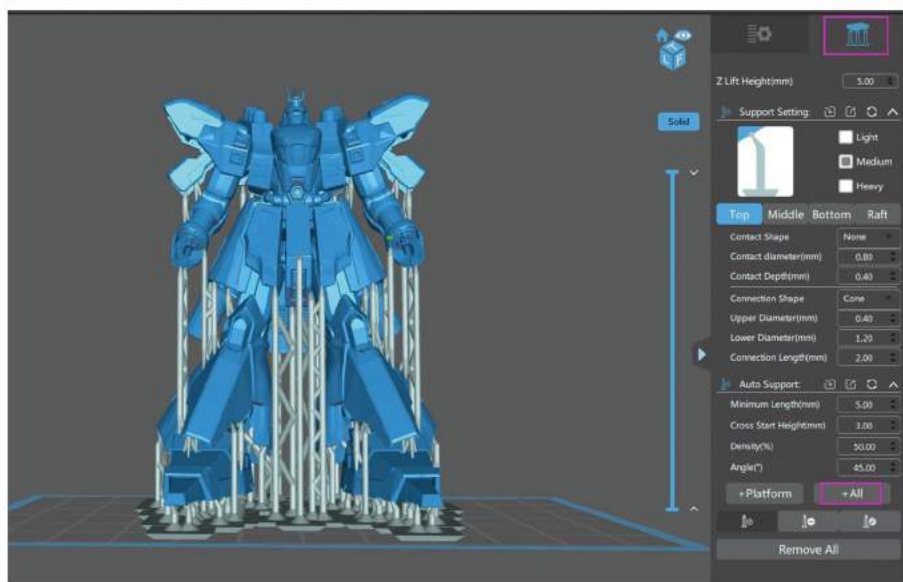 Z Lift Height(mm) 5.00
Support Setting:
Light
Medium
Heavy
Solid
Top Middle Bottom Raft
Contact Shape None
Contact diameter(mm) 0.80
Contact Depth(mm) 0.40
Connection Shape Cone
Upper Diameter(mm) 0.40
Lower Diameter(mm) 1.20
Connection Length(mm) 2.00
Auto Support:
Minimum Length(mm) 5.00
Cross Start Height(mm) 3.00
Density(%) 50.00
Angle(°) 45.00
+Platform +All
Remove All
T
L F